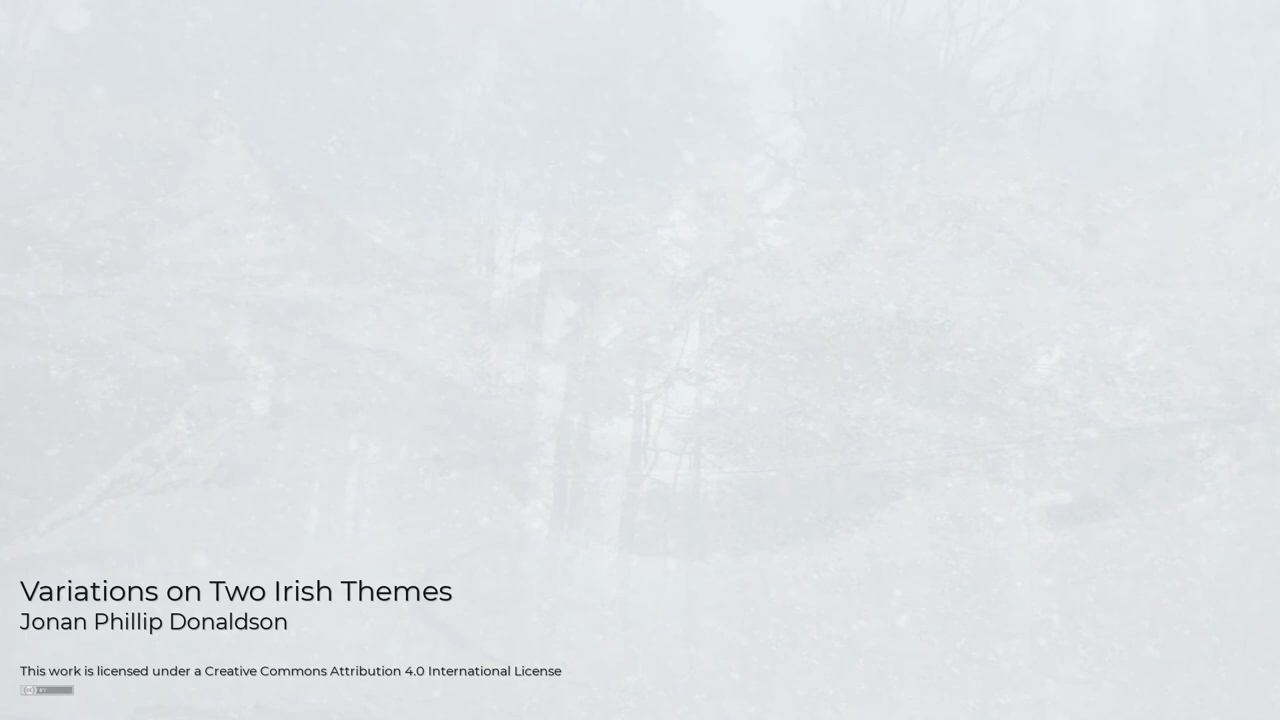 Variations on Two Irish Themes
Jonan Phillip Donaldson
This work is licensed under a Creative Commons Attribution 4.0 International License
BY